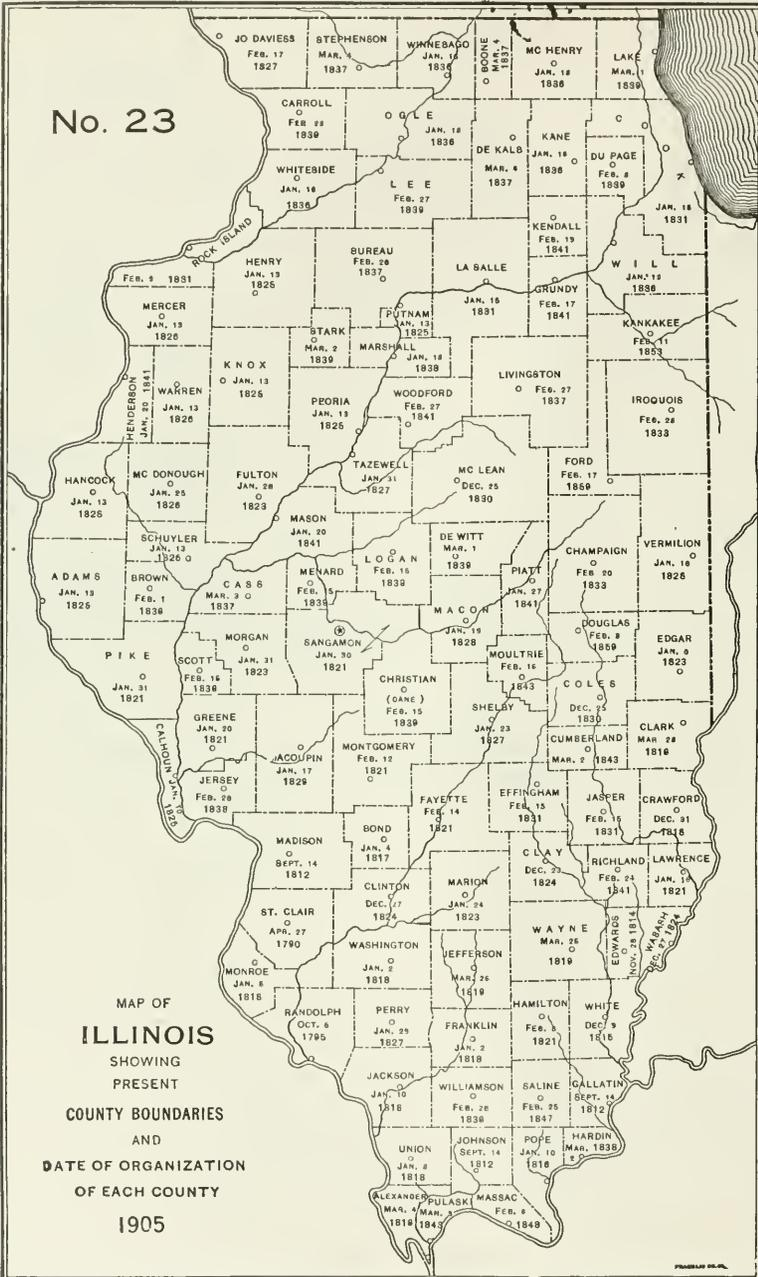 No. 23
JO DAVIESS
FEB. 17
1827
STEPHENSON
MAR. 4
1837
WINNEBAGO
JAN. 16
1836
BOONE
MAR. 4
1837
MC HENRY
JAN. 16
1836
LAKE
MAR. 1
1839
CARROLL
FEB 22
1839
OGLE
JAN. 16
1836
DE KALB
MAR. 4
1837
KANE
JAN. 16
1836
COOK
JAN. 15
1831
DU PAGE
FEB. 9
1839
WHITESIDE
JAN. 16
1836
LEE
FEB. 27
1839
KENDALL
FEB. 19
1841
ROCK ISLAND
FEB. 9 1831
HENRY
JAN. 13
1825
BUREAU
FEB. 28
1837
LA SALLE
JAN. 15
1831
GRUNDY
FEB. 17
1841
WILL
JAN. 12
1836
MERCER
JAN. 13
1825
PUTNAM
JAN. 13
1825
KANKAKEE
FEB. 11
1853
STARK
MAR. 2
1839
MARSHALL
JAN. 19
1839
HENDERSON
JAN. 20 1841
WARREN
JAN. 13
1825
KNOX
JAN. 13
1825
PEORIA
JAN. 13
1825
WOODFORD
FEB. 27
1841
LIVINGSTON
FEB. 27
1837
IROQUOIS
FEB. 26
1833
HANCOCK
JAN. 13
1825
MC DONOUGH
JAN. 25
1826
FULTON
JAN. 28
1823
TAZEWELL
JAN. 31
1827
MC LEAN
DEC. 25
1830
FORD
FEB. 17
1859
SCHUYLER
JAN. 13
1825
MASON
JAN. 20
1841
LOGAN
FEB. 15
1839
DE WITT
MAR. 1
1839
CHAMPAIGN
FEB 20
1833
VERMILION
JAN. 18
1826
ADAMS
JAN. 13
1825
BROWN
FEB. 1
1839
CASS
MAR. 3
1837
MENARD
FEB. 15
1839
PIATT
JAN. 27
1841
MACON
JAN. 19
1829
DOUGLAS
FEB. 8
1859
PIKE
JAN. 31
1821
SCOTT
FEB. 16
1839
MORGAN
JAN. 31
1823
SANGAMON
JAN. 30
1821
CHRISTIAN
(DANE)
FEB. 15
1839
MOULTRIE
FEB. 16
1843
COLES
DEC. 25
1830
EDGAR
JAN. 3
1823
GREENE
JAN. 20
1821
SHELBY
JAN. 23
1827
CUMBERLAND
MAR. 2 1843
CLARK
MAR 22
1819
CALHOUN JAN. 10
1825
JERSEY
FEB. 28
1839
MACOUPIN
JAN. 17
1829
MONTGOMERY
FEB. 12
1821
FAYETTE
FEB. 14
1821
EFFINGHAM
FEB. 15
1831
JASPER
FEB. 15
1831
CRAWFORD
DEC. 31
1816
MADISON
SEPT. 14
1812
BOND
JAN. 4
1817
CLAY
DEC. 23
1824
RICHLAND
FEB. 24
1841
LAWRENCE
JAN. 16
1821
CLINTON
DEC. 27
1824
MARION
JAN. 24
1823
ST. CLAIR
APR. 27
1790
WASHINGTON
JAN. 2
1818
JEFFERSON
MAR. 26
1819
WAYNE
MAR. 26
1819
EDWARDS
NOV. 28 1814
WABASH
DEC. 27 1824
MONROE
JAN. 6
1816
RANDOLPH
OCT. 5
1795
PERRY
JAN. 29
1827
FRANKLIN
JAN. 2
1818
HAMILTON
FEB. 8
1821
WHITE
DEC. 9
1815
JACKSON
JAN. 10
1816
WILLIAMSON
FEB. 28
1839
SALINE
FEB. 25
1847
GALLATIN
SEPT. 14
1812
UNION
JAN. 2
1818
JOHNSON
SEPT. 14
1812
POPE
JAN. 10
1816
HARDIN
MAR. 2 1839
ALEXANDER
MAR. 4
1819
PULASKI
MAR. 3
1843
MASSAC
FEB. 8
1843
MAP OF
ILLINOIS
SHOWING
PRESENT
COUNTY BOUNDARIES
AND
DATE OF ORGANIZATION
OF EACH COUNTY
1905